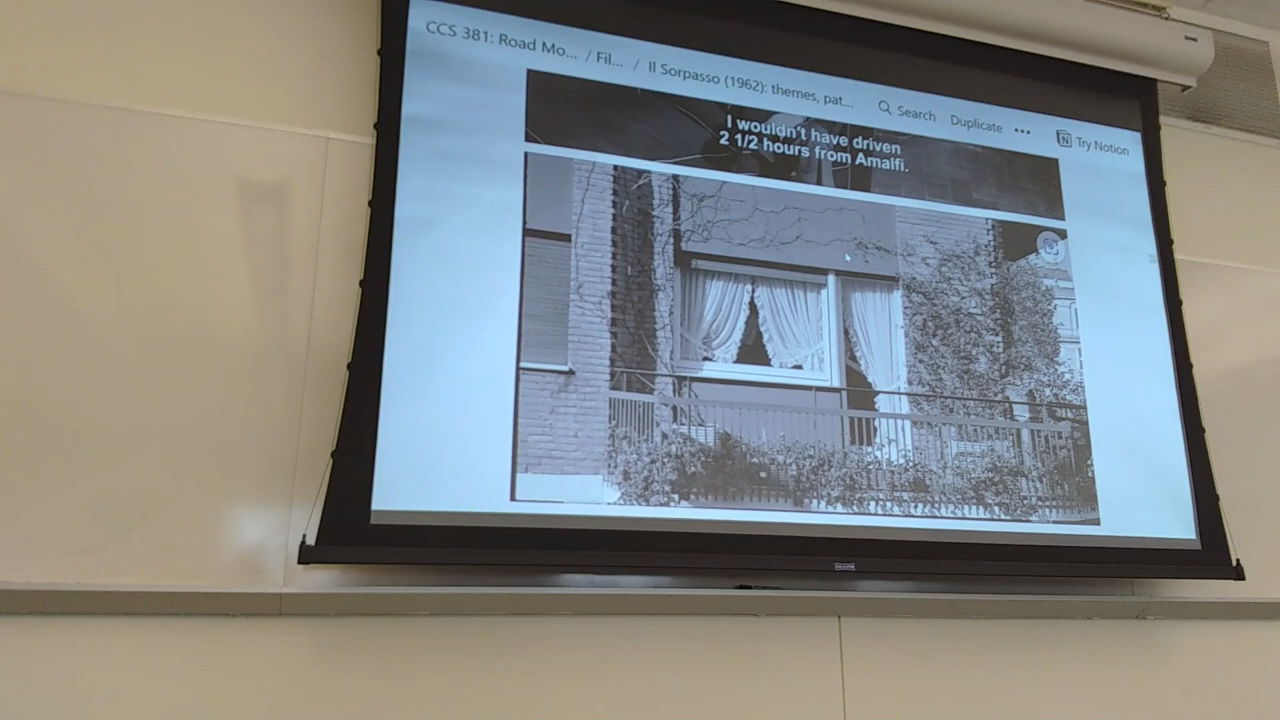 CCS 381: Road Mo... / Fil... / Il Sorpasso (1962): themes, pat...
Search
Duplicate
Try Notion
I wouldn't have driven
2 1/2 hours from Amalfi.